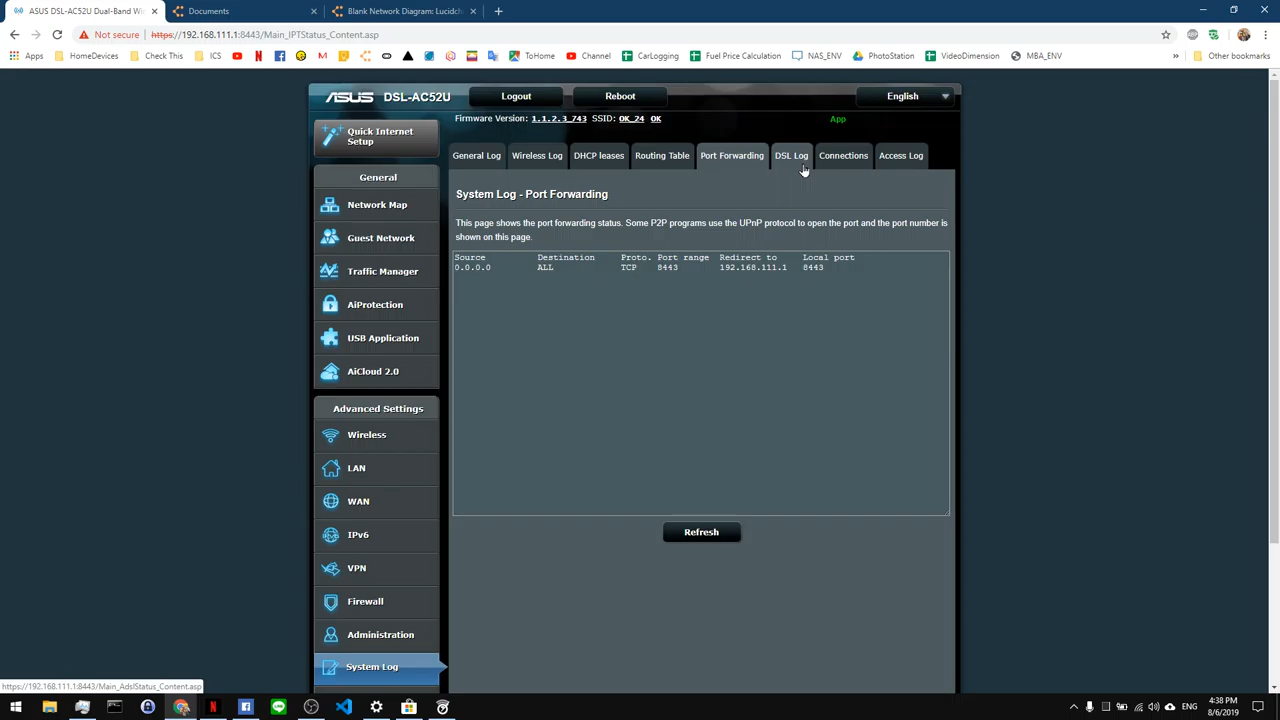 ASUS DSL-AC52U Dual-Band Wi
Documents
Blank Network Diagram: Lucidch
Not secure
https://192.168.111.1:8443/Main_IPTStatus_Content.asp
Apps
HomeDevices
Check This
ICS
ToHome
Channel
CarLogging
Fuel Price Calculation
NAS_ENV
PhotoStation
VideoDimension
MBA_ENV
»
Other bookmarks
ASUS DSL-AC52U
Logout
Reboot
English
Firmware Version: 1.1.2.3_743 SSID: OK_24 OK
App
Quick Internet
Setup
General
Network Map
Guest Network
Traffic Manager
AiProtection
USB Application
AiCloud 2.0
Advanced Settings
Wireless
LAN
WAN
IPv6
VPN
Firewall
Administration
System Log
General Log
Wireless Log
DHCP leases
Routing Table
Port Forwarding
DSL Log
Connections
Access Log
System Log - Port Forwarding
This page shows the port forwarding status. Some P2P programs use the UPnP protocol to open the port and the port number is
shown on this page.
Source Destination Proto. Port range Redirect to Local port
0.0.0.0 ALL TCP 8443 192.168.111.1 8443
Refresh
https://192.168.111.1:8443/Main_AdslStatus_Content.asp
ENG
4:38 PM
8/6/2019